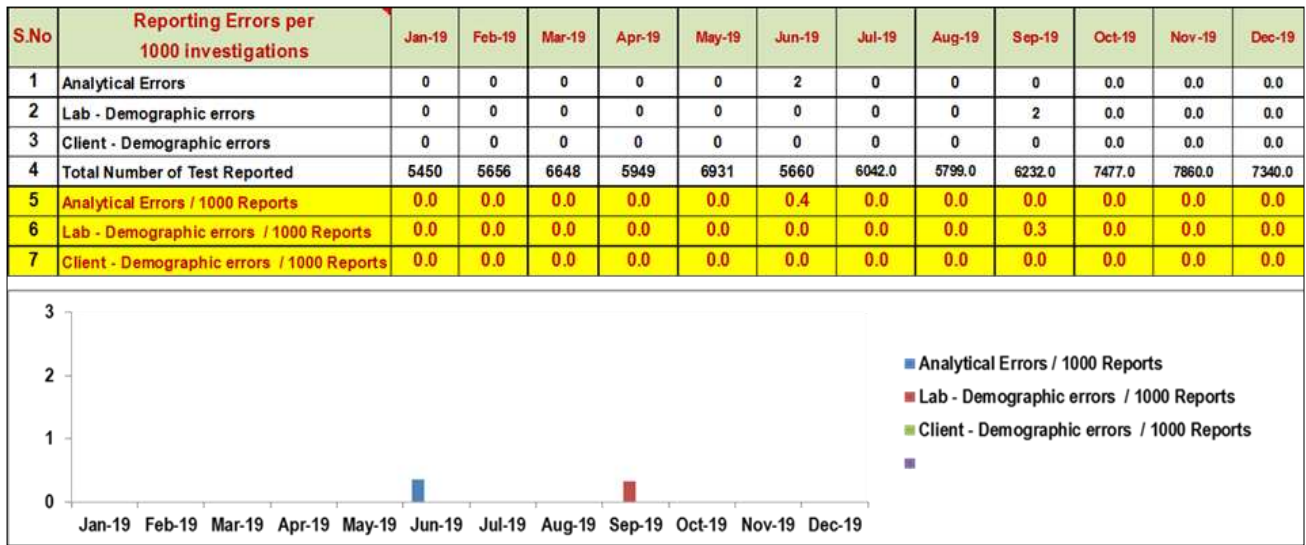 S.No Reporting Errors per 1000 investigations Jan-19 Feb-19 Mar-19 Apr-19 May-19 Jun-19 Jul-19 Aug-19 Sep-19 Oct-19 Nov-19 Dec-19
1 Analytical Errors 0 0 0 0 0 2 0 0 0 0.0 0.0 0.0
2 Lab - Demographic errors 0 0 0 0 0 0 0 0 2 0.0 0.0 0.0
3 Client - Demographic errors 0 0 0 0 0 0 0 0 0 0.0 0.0 0.0
4 Total Number of Test Reported 5450 5656 6648 5949 6931 5660 6042.0 5799.0 6232.0 7477.0 7860.0 7340.0
5 Analytical Errors / 1000 Reports 0.0 0.0 0.0 0.0 0.0 0.4 0.0 0.0 0.0 0.0 0.0 0.0
6 Lab - Demographic errors / 1000 Reports 0.0 0.0 0.0 0.0 0.0 0.0 0.0 0.0 0.3 0.0 0.0 0.0
7 Client - Demographic errors / 1000 Reports 0.0 0.0 0.0 0.0 0.0 0.0 0.0 0.0 0.0 0.0 0.0 0.0
3
2
1
0
Jan-19 Feb-19 Mar-19 Apr-19 May-19 Jun-19 Jul-19 Aug-19 Sep-19 Oct-19 Nov-19 Dec-19
Analytical Errors / 1000 Reports
Lab - Demographic errors / 1000 Reports
Client - Demographic errors / 1000 Reports